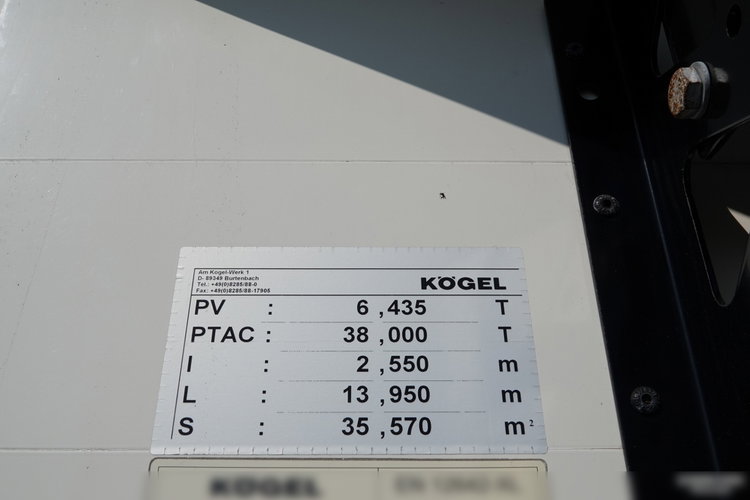 Am Kogel-Werk 1
D- 89349 Burtenbach
Tel.: +49(0)8285/88-0
Fax: +49(0)8285/88-17905
KÖGEL
PV : 6 ,435 T
PTAC : 38 ,000 T
I : 2 ,550 m
L : 13 ,950 m
S : 35 ,570 m²
KÖGEL